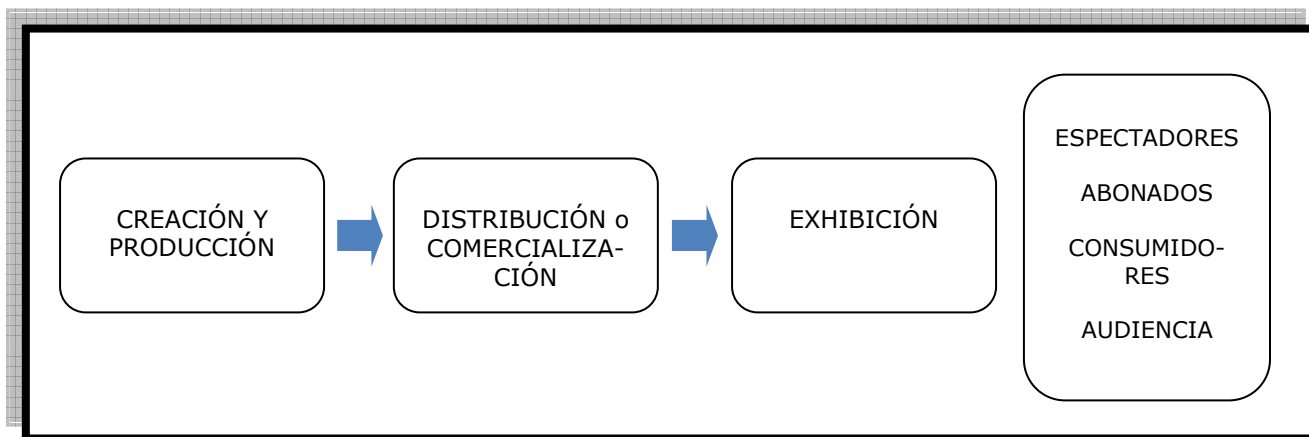 CREACIÓN Y
PRODUCCIÓN
DISTRIBUCIÓN o
COMERCIALIZA-
CIÓN
EXHIBICIÓN
ESPECTADORES
ABONADOS
CONSUMIDO-
RES
AUDIENCIA